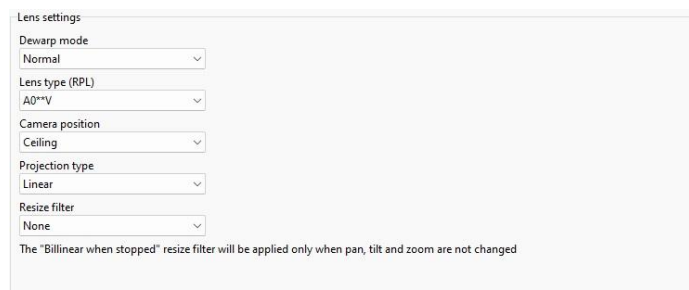 Lens settings
Dewarp mode
Normal
Lens type (RPL)
A0**V
Camera position
Ceiling
Projection type
Linear
Resize filter
None
The "Billinear when stopped" resize filter will be applied only when pan, tilt and zoom are not changed